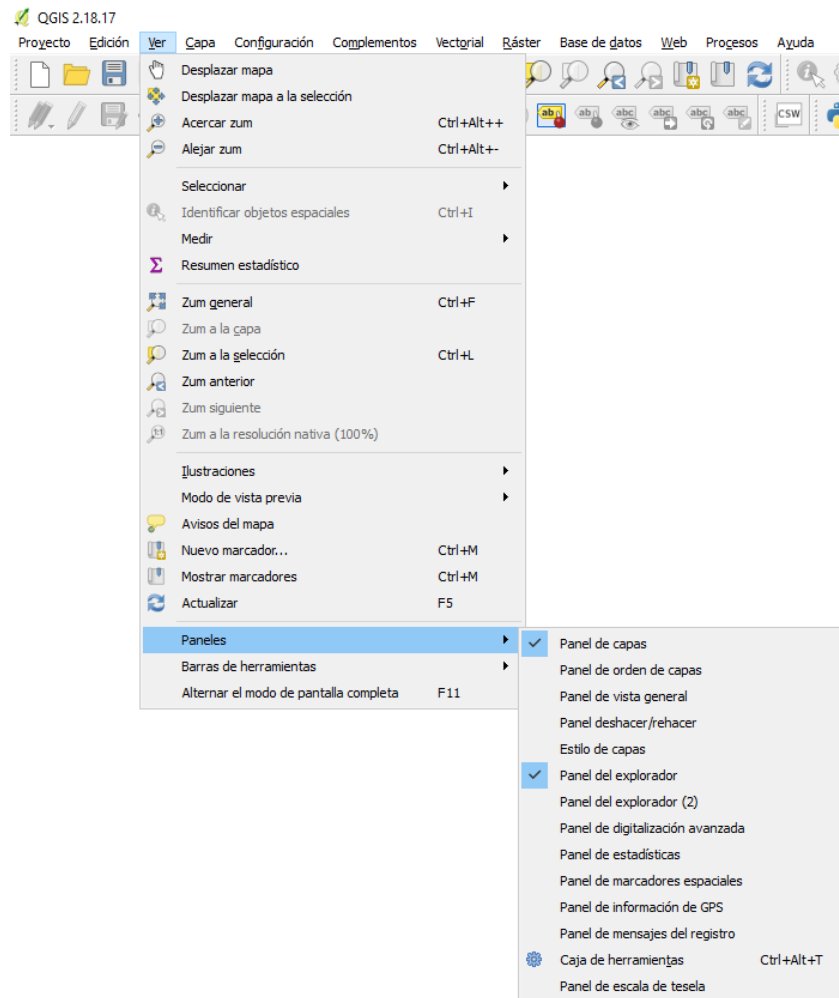 QGIS 2.18.17
Proyecto Edición Ver Capa Configuración Complementos Vectorial Ráster Base de datos Web Procesos Ayuda
Desplazar mapa
Desplazar mapa a la selección
Acercar zum Ctrl+Alt++
Alejar zum Ctrl+Alt+-
abc abc abc abc abc CSW
Seleccionar
Identificar objetos espaciales Ctrl+I
Medir
Resumen estadístico
Zum general Ctrl+F
Zum a la capa
Zum a la selección Ctrl+L
Zum anterior
Zum siguiente
Zum a la resolución nativa (100%)
Ilustraciones
Modo de vista previa
Avisos del mapa
Nuevo marcador... Ctrl+M
Mostrar marcadores Ctrl+M
Actualizar F5
Paneles
Barras de herramientas
Alternar el modo de pantalla completa F11
Panel de capas
Panel de orden de capas
Panel de vista general
Panel deshacer/rehacer
Estilo de capas
Panel del explorador
Panel del explorador (2)
Panel de digitalización avanzada
Panel de estadísticas
Panel de marcadores espaciales
Panel de información de GPS
Panel de mensajes del registro
Caja de herramientas Ctrl+Alt+T
Panel de escala de tesela